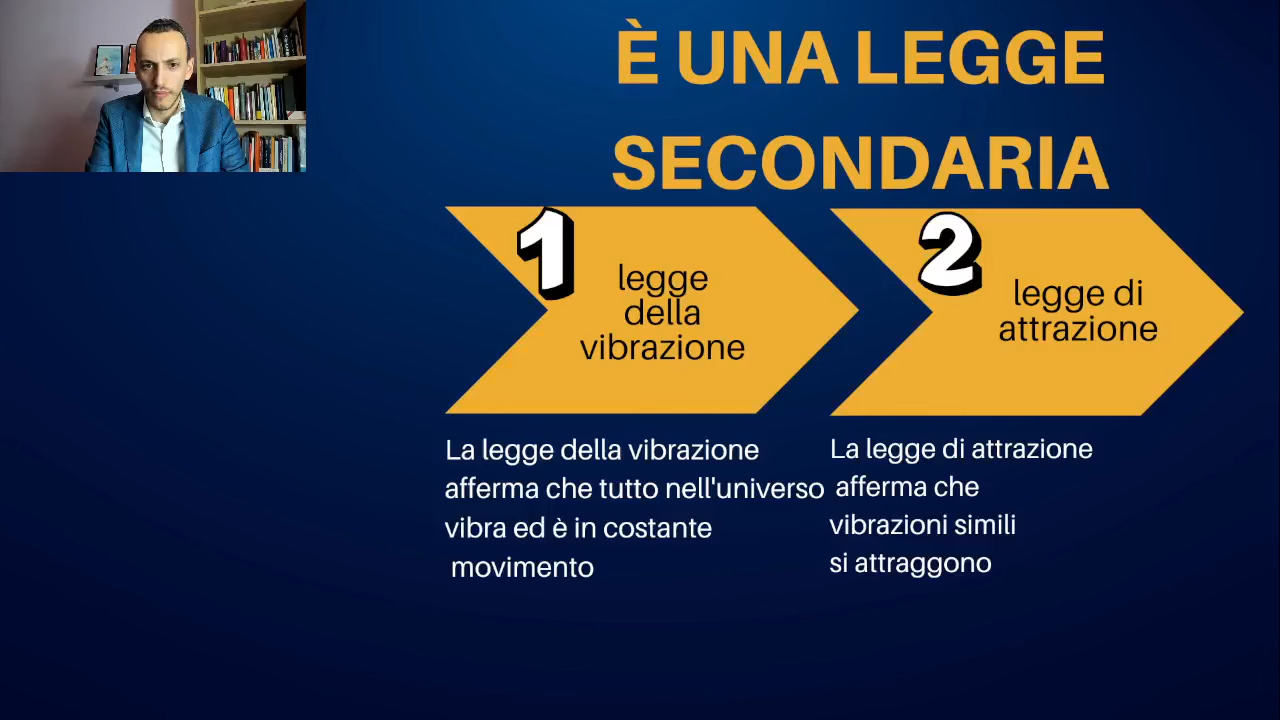 È UNA LEGGE
SECONDARIA
1
legge
della
vibrazione
2
legge di
attrazione
La legge della vibrazione
afferma che tutto nell'universo
vibra ed è in costante
movimento
La legge di attrazione
afferma che
vibrazioni simili
si attraggono